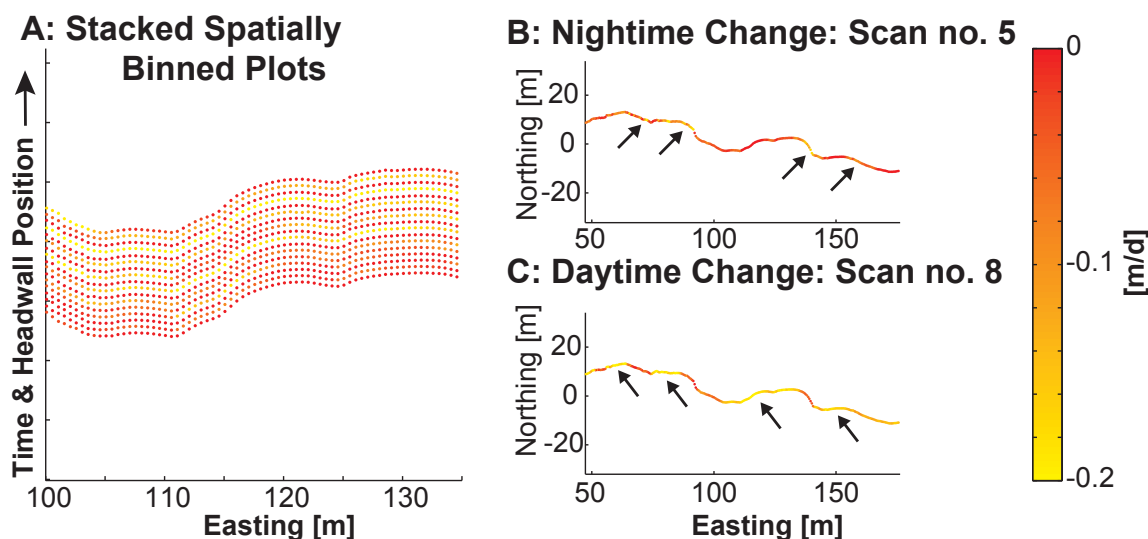 A: Stacked Spatially
Binned Plots
Time & Headwall Position
100
110
120
130
Easting [m]
B: Nightime Change: Scan no. 5
Northing [m]
20
0
-20
50
100
150
C: Daytime Change: Scan no. 8
Northing [m]
20
0
-20
50
100
150
Easting [m]
0
-0.1
-0.2
[m/d]